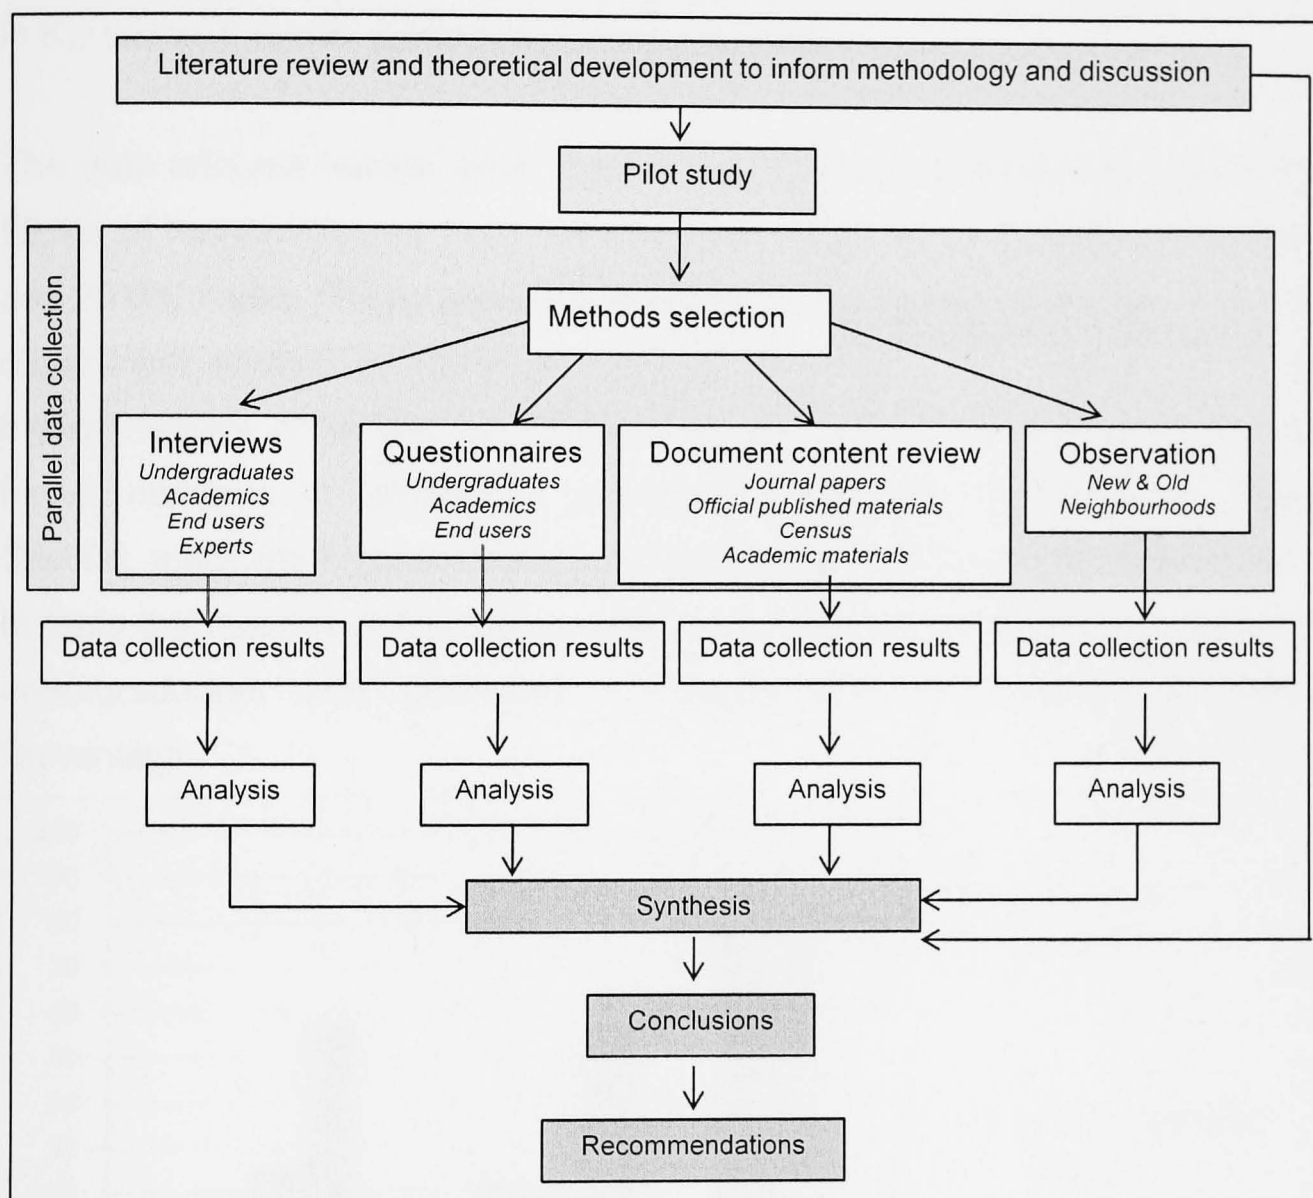 Literature review and theoretical development to inform methodology and discussion
Pilot study
Parallel data collection
Methods selection
Interviews
Undergraduates
Academics
End users
Experts
Questionnaires
Undergraduates
Academics
End users
Document content review
Journal papers
Official published materials
Census
Academic materials
Observation
New & Old
Neighbourhoods
Data collection results
Data collection results
Data collection results
Data collection results
Analysis
Analysis
Analysis
Analysis
Synthesis
Conclusions
Recommendations